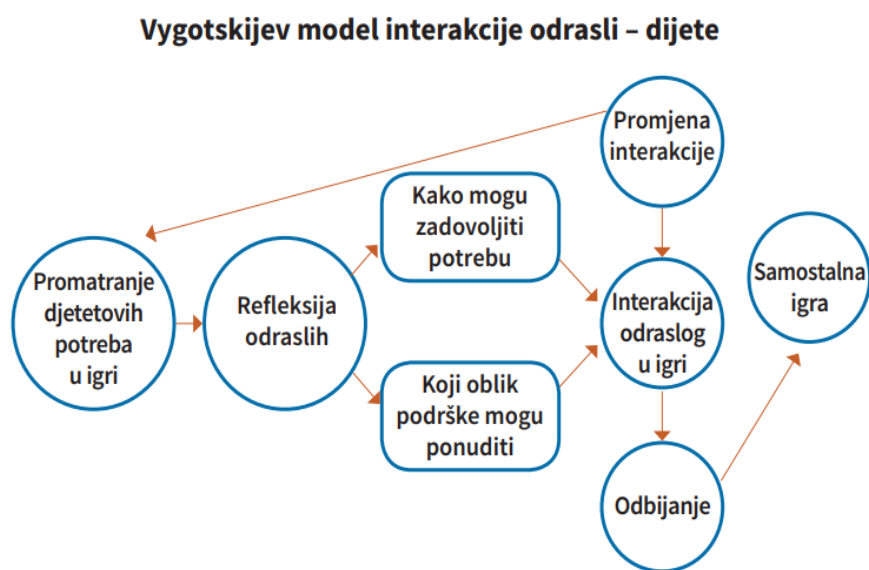 Vygotskijev model interakcije odrasli – dijete
Promjena
interakcije
Kako mogu
zadovoljiti
potrebu
Promatranje
djetetovih
potreba
u igri
Refleksija
odraslih
Interakcija
odraslog
u igri
Samostalna
igra
Koji oblik
podrške mogu
ponuditi
Odbijanje